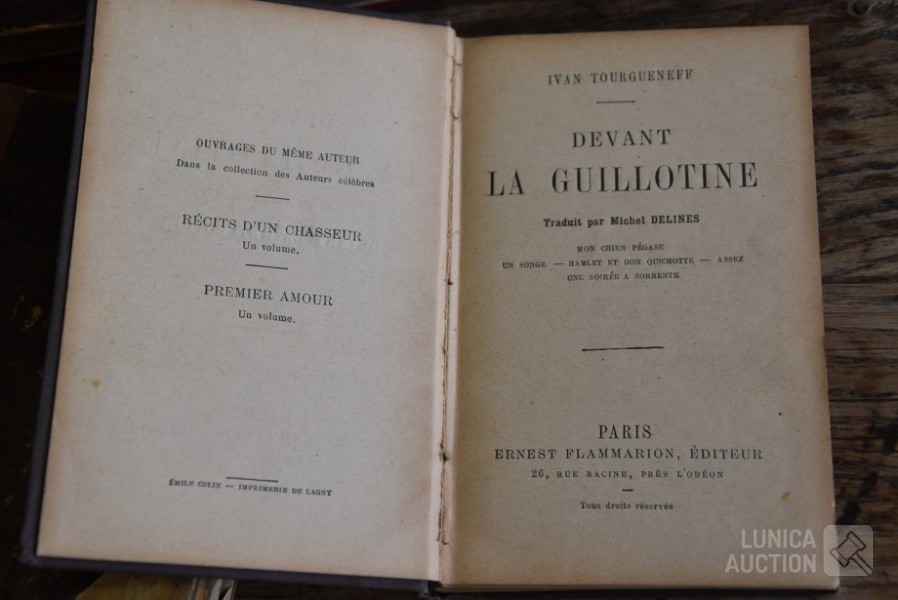 OUVRAGES DU MÊME AUTEUR
Dans la collection des Auteurs célèbres
RÉCITS D'UN CHASSEUR
Un volume.
PREMIER AMOUR
Un volume.
ÉMILE COLIN — IMPRIMERIE DE LAGNY
IVAN TOURGUENEFF
DEVANT
LA GUILLOTINE
Traduit par Michel DELINES
MON CHIEN PÉGASE
UN SONGE — HAMLET ET DON QUICHOTTE — ASSEZ
UNE SOIRÉE A SORRENTE
PARIS
ERNEST FLAMMARION, ÉDITEUR
26, RUE RACINE, PRÈS L'ODÉON
Tous droits réservés
LUNICA
AUCTION